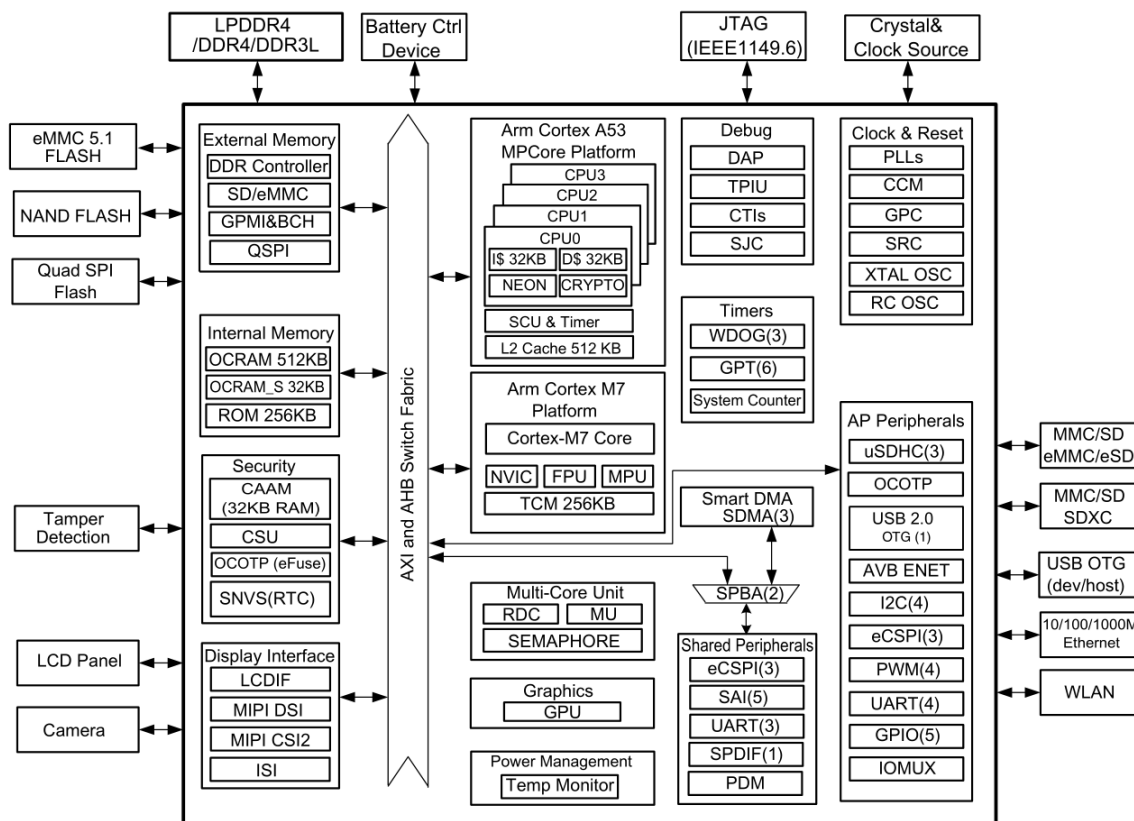 LPDDR4
/DDR4/DDR3L
Battery Ctrl
Device
JTAG
(IEEE1149.6)
Crystal&
Clock Source
eMMC 5.1
FLASH
NAND FLASH
Quad SPI
Flash
Tamper
Detection
LCD Panel
Camera
External Memory
DDR Controller
SD/eMMC
GPMI&BCH
QSPI
Internal Memory
OCRAM 512KB
OCRAM_S 32KB
ROM 256KB
Security
CAAM
(32KB RAM)
CSU
OCOTP (eFuse)
SNVS(RTC)
Display Interface
LCDIF
MIPI DSI
MIPI CSI2
ISI
AXI and AHB Switch Fabric
Arm Cortex A53
MPCore Platform
CPU3
CPU2
CPU1
CPU0
I$ 32KB
D$ 32KB
NEON
CRYPTO
SCU & Timer
L2 Cache 512 KB
Arm Cortex M7
Platform
Cortex-M7 Core
NVIC
FPU
MPU
TCM 256KB
Multi-Core Unit
RDC
MU
SEMAPHORE
Graphics
GPU
Power Management
Temp Monitor
Debug
DAP
TPIU
CTIs
SJC
Timers
WDOG(3)
GPT(6)
System Counter
Smart DMA
SDMA(3)
SPBA(2)
Shared Peripherals
eCSPI(3)
SAI(5)
UART(3)
SPDIF(1)
PDM
Clock & Reset
PLLs
CCM
GPC
SRC
XTAL OSC
RC OSC
AP Peripherals
uSDHC(3)
OCOTP
USB 2.0
OTG (1)
AVB ENET
I2C(4)
eCSPI(3)
PWM(4)
UART(4)
GPIO(5)
IOMUX
MMC/SD
eMMC/eSD
MMC/SD
SDXC
USB OTG
(dev/host)
10/100/1000M
Ethernet
WLAN